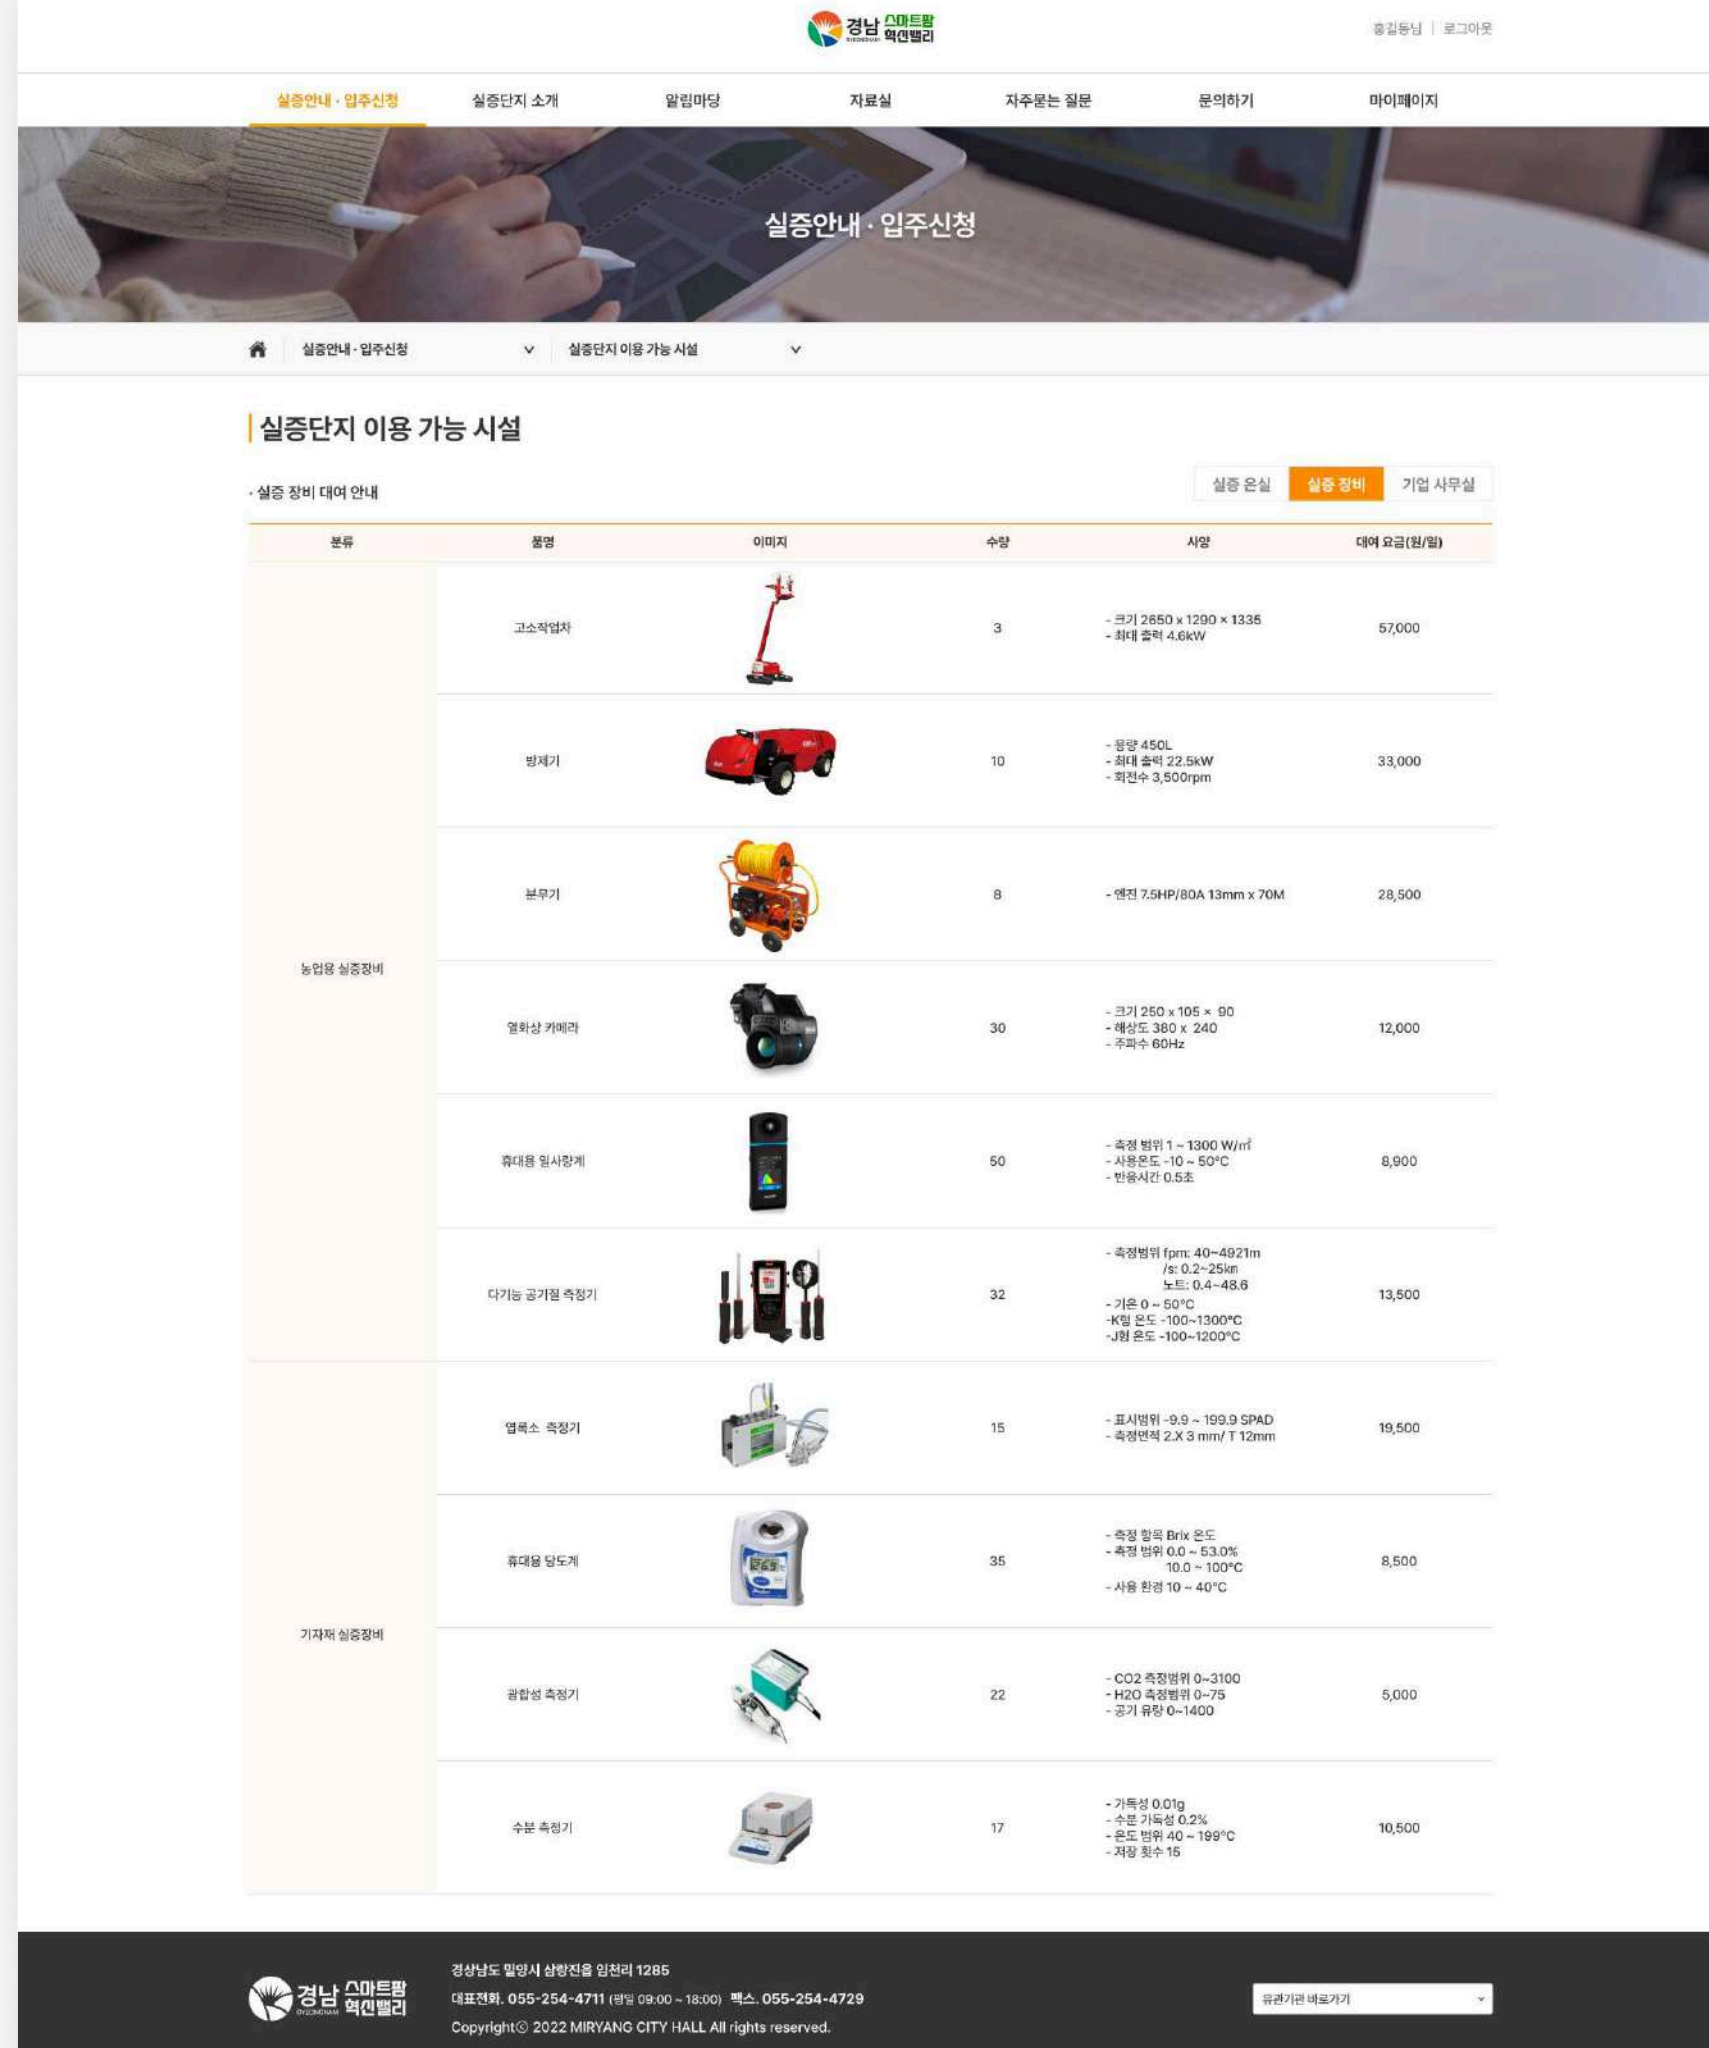 경남 스마트팜 혁신밸리
GYEONGNAM
홍길동님 | 로그아웃
실증안내 · 입주신청 실증단지 소개 알림마당 자료실 자주묻는 질문 문의하기 마이페이지
실증안내 · 입주신청
실증안내 · 입주신청 실증단지 이용 가능 시설
실증단지 이용 가능 시설
· 실증 장비 대여 안내
실증 온실 실증 장비 기업 사무실
분류 품명 이미지 수량 사양 대여 요금(원/일)
농업용 실증장비
고소작업차 3
- 크기 2650 x 1290 × 1335
- 최대 출력 4.6kW
57,000
방제기 10
- 용량 450L
- 최대 출력 22.5kW
- 회전수 3,500rpm
33,000
분무기 8
- 엔진 7.5HP/80A 13mm x 70M
28,500
열화상 카메라 30
- 크기 250 x 105 × 90
- 해상도 380 x 240
- 주파수 60Hz
12,000
휴대용 일사량계 50
- 측정 범위 1 ~ 1300 W/㎡
- 사용온도 -10 ~ 50°C
- 반응시간 0.5초
8,900
다기능 공기질 측정기 32
- 측정범위 fpm: 40~4921m
/s: 0.2~25km
노트: 0.4~48.6
- 기온 0 ~ 50°C
-K형 온도 -100~1300°C
-J형 온도 -100~1200°C
13,500
기자재 실증장비
엽록소 측정기 15
- 표시범위 -9.9 ~ 199.9 SPAD
- 측정면적 2.X 3 mm/ T 12mm
19,500
휴대용 당도계 35
- 측정 항목 Brix 온도
- 측정 범위 0.0 ~ 53.0%
10.0 ~ 100°C
- 사용 환경 10 ~ 40°C
8,500
광합성 측정기 22
- CO2 측정범위 0~3100
- H2O 측정범위 0~75
- 공기 유량 0~1400
5,000
수분 측정기 17
- 가독성 0.01g
- 수분 가독성 0.2%
- 온도 범위 40 ~ 199°C
- 저장 횟수 15
10,500
경남 스마트팜 혁신밸리
GYEONGNAM
경상남도 밀양시 삼랑진읍 임천리 1285
대표전화. 055-254-4711 (평일 09:00 ~ 18:00) 팩스. 055-254-4729
Copyrightⓒ 2022 MIRYANG CITY HALL All rights reserved.
유관기관 바로가기